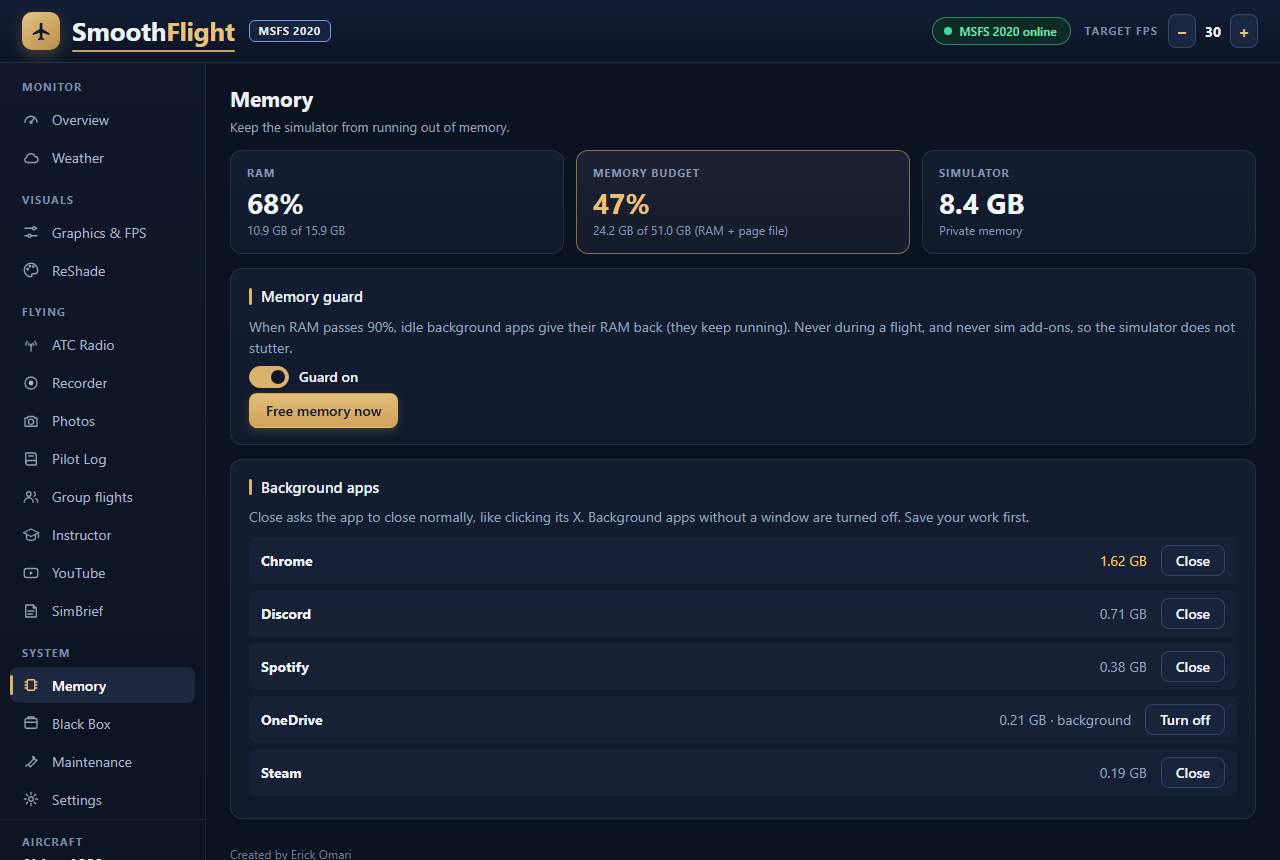 SmoothFlight
MSFS 2020
MSFS 2020 online
TARGET FPS
−
30
+
MONITOR
Overview
Weather
VISUALS
Graphics & FPS
ReShade
FLYING
ATC Radio
Recorder
Photos
Pilot Log
Group flights
Instructor
YouTube
SimBrief
SYSTEM
Memory
Black Box
Maintenance
Settings
AIRCRAFT
Memory
Keep the simulator from running out of memory.
RAM
68%
10.9 GB of 15.9 GB
MEMORY BUDGET
47%
24.2 GB of 51.0 GB (RAM + page file)
SIMULATOR
8.4 GB
Private memory
Memory guard
When RAM passes 90%, idle background apps give their RAM back (they keep running). Never during a flight, and never sim add-ons, so the simulator does not
stutter.
Guard on
Free memory now
Background apps
Close asks the app to close normally, like clicking its X. Background apps without a window are turned off. Save your work first.
Chrome 1.62 GB Close
Discord 0.71 GB Close
Spotify 0.38 GB Close
OneDrive 0.21 GB · background Turn off
Steam 0.19 GB Close
Created by Erick Omari